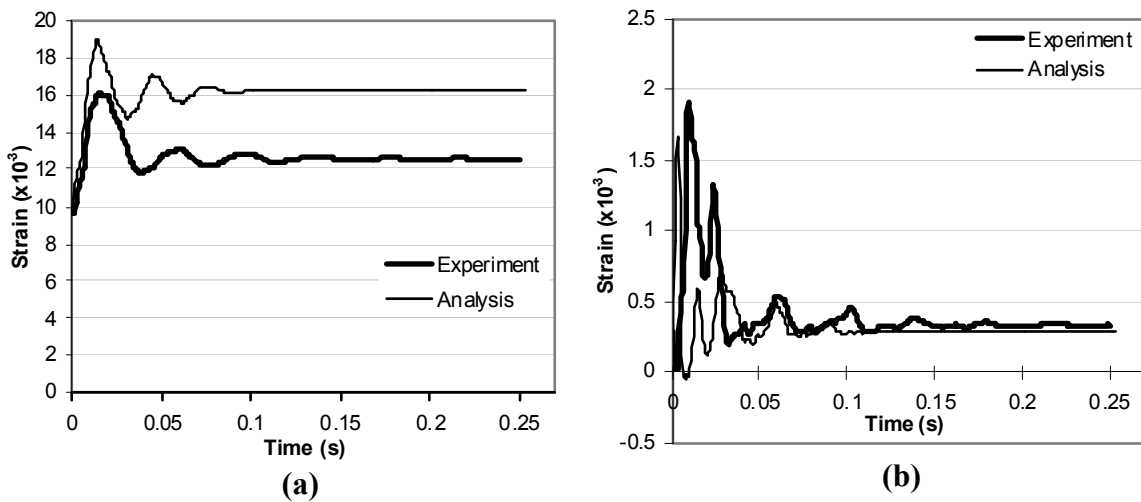 20
18
16
14
12
10
8
6
4
2
0
Strain (x10³)
Experiment
Analysis
0 0.05 0.1 0.15 0.2 0.25
Time (s)
(a)
2.5
2
1.5
1
0.5
0
-0.5
Strain (x10³)
Experiment
Analysis
0 0.05 0.1 0.15 0.2 0.25
Time (s)
(b)